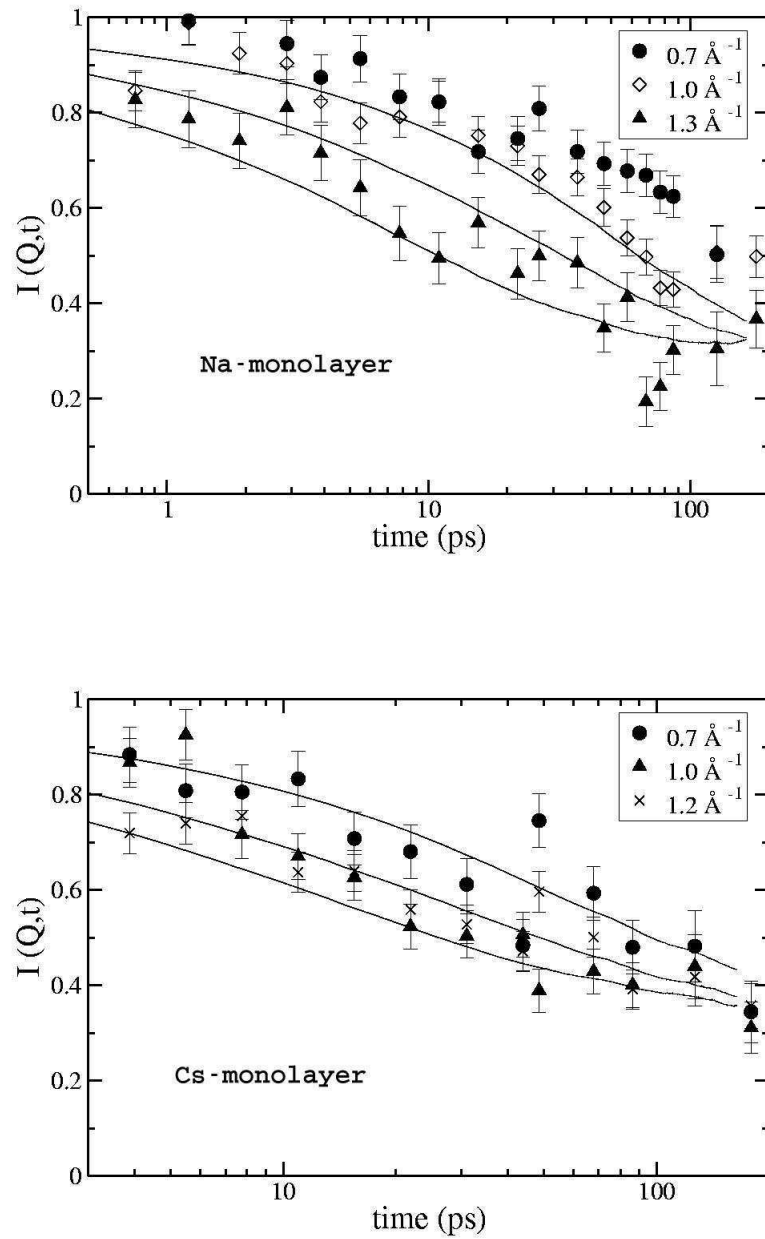 1
0.8
0.6
0.4
0.2
0
I (Q,t)
0.7 Å⁻¹
1.0 Å⁻¹
1.3 Å⁻¹
Na-monolayer
1 10 100
time (ps)
1
0.8
0.6
0.4
0.2
0
I (Q,t)
0.7 Å⁻¹
1.0 Å⁻¹
1.2 Å⁻¹
Cs-monolayer
10 100
time (ps)